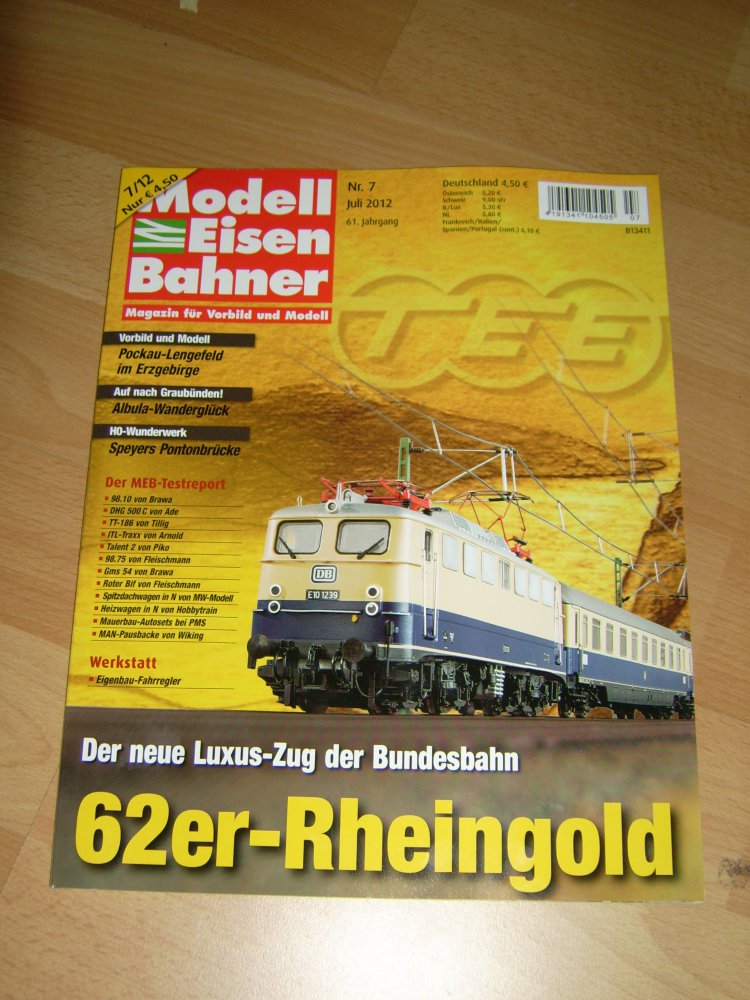 7/12
Nur € 4,50
Modell
Eisen
Bahner
Magazin für Vorbild und Modell
Nr. 7
Juli 2012
61. Jahrgang
Deutschland 4,50 €
Österreich 5,20 €
Schweiz 9,00 sfr
B/Lux 5,30 €
NL 5,80 €
Frankreich/Italien/
Spanien/Portugal (cont.) 6,10 €
4 191341 104505 07
B13411
TEE
Vorbild und Modell
Pockau-Lengefeld
im Erzgebirge
Auf nach Graubünden!
Albula-Wanderglück
H0-Wunderwerk
Speyers Pontonbrücke
Der MEB-Testreport
98.10 von Brawa
DHG 500 C von Ade
TT-186 von Tillig
ITL-Traxx von Arnold
Talent 2 von Piko
98.75 von Fleischmann
Gms 54 von Brawa
Roter Bif von Fleischmann
Spitzdachwagen in N von MW-Modell
Heizwagen in N von Hobbytrain
Mauerbau-Autosets bei PMS
MAN-Pausbacke von Wiking
Werkstatt
Eigenbau-Fahrregler
DB
E10 1239
Der neue Luxus-Zug der Bundesbahn
62er-Rheingold